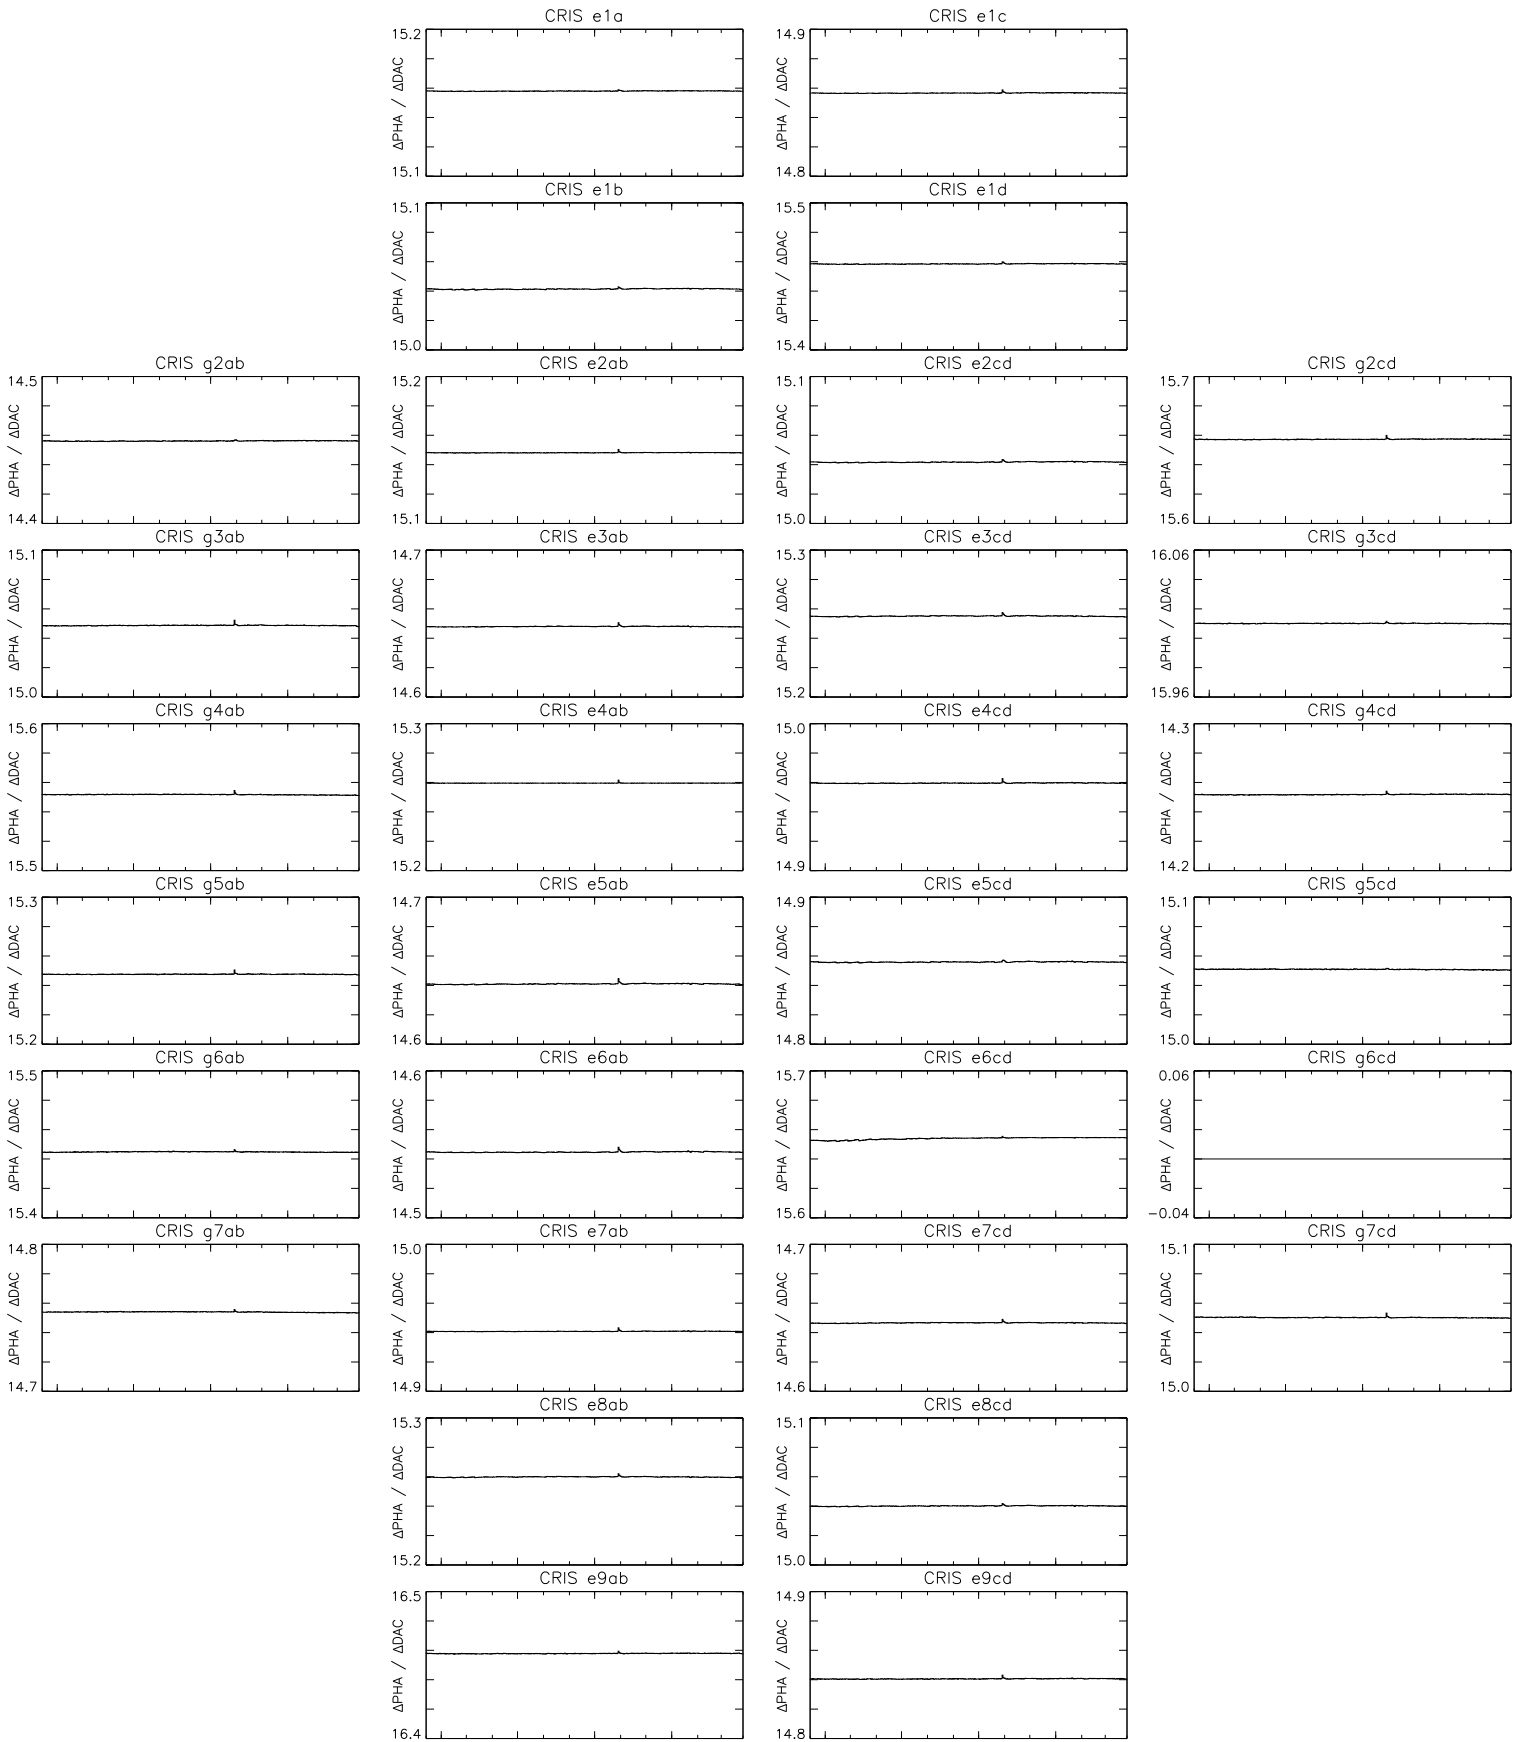 CRIS e1a
15.2
ΔPHA / ΔDAC
15.1
CRIS e1c
14.9
ΔPHA / ΔDAC
14.8
CRIS e1b
15.1
ΔPHA / ΔDAC
15.0
CRIS e1d
15.5
ΔPHA / ΔDAC
15.4
CRIS g2ab
14.5
ΔPHA / ΔDAC
14.4
CRIS e2ab
15.2
ΔPHA / ΔDAC
15.1
CRIS e2cd
15.1
ΔPHA / ΔDAC
15.0
CRIS g2cd
15.7
ΔPHA / ΔDAC
15.6
CRIS g3ab
15.1
ΔPHA / ΔDAC
15.0
CRIS e3ab
14.7
ΔPHA / ΔDAC
14.6
CRIS e3cd
15.3
ΔPHA / ΔDAC
15.2
CRIS g3cd
16.06
ΔPHA / ΔDAC
15.96
CRIS g4ab
15.6
ΔPHA / ΔDAC
15.5
CRIS e4ab
15.3
ΔPHA / ΔDAC
15.2
CRIS e4cd
15.0
ΔPHA / ΔDAC
14.9
CRIS g4cd
14.3
ΔPHA / ΔDAC
14.2
CRIS g5ab
15.3
ΔPHA / ΔDAC
15.2
CRIS e5ab
14.7
ΔPHA / ΔDAC
14.6
CRIS e5cd
14.9
ΔPHA / ΔDAC
14.8
CRIS g5cd
15.1
ΔPHA / ΔDAC
15.0
CRIS g6ab
15.5
ΔPHA / ΔDAC
15.4
CRIS e6ab
14.6
ΔPHA / ΔDAC
14.5
CRIS e6cd
15.7
ΔPHA / ΔDAC
15.6
CRIS g6cd
0.06
ΔPHA / ΔDAC
−0.04
CRIS g7ab
14.8
ΔPHA / ΔDAC
14.7
CRIS e7ab
15.0
ΔPHA / ΔDAC
14.9
CRIS e7cd
14.7
ΔPHA / ΔDAC
14.6
CRIS g7cd
15.1
ΔPHA / ΔDAC
15.0
CRIS e8ab
15.3
ΔPHA / ΔDAC
15.2
CRIS e8cd
15.1
ΔPHA / ΔDAC
15.0
CRIS e9ab
16.5
ΔPHA / ΔDAC
16.4
CRIS e9cd
14.9
ΔPHA / ΔDAC
14.8